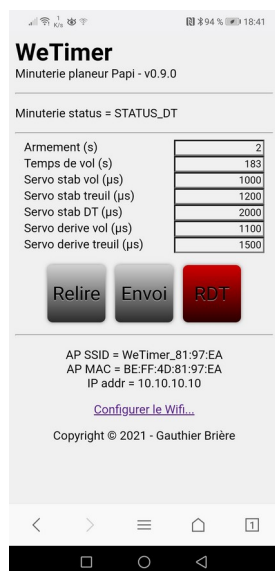 1 K/s 94 % 18:41
WeTimer
Minuterie planeur Papi - v0.9.0
Minuterie status = STATUS_DT
Armement (s) 2
Temps de vol (s) 183
Servo stab vol (µs) 1000
Servo stab treuil (µs) 1200
Servo stab DT (µs) 2000
Servo derive vol (µs) 1100
Servo derive treuil (µs) 1500
Relire Envoi RDT
AP SSID = WeTimer_81:97:EA
AP MAC = BE:FF:4D:81:97:EA
IP addr = 10.10.10.10
Configurer le Wifi...
Copyright © 2021 - Gauthier Brière
1